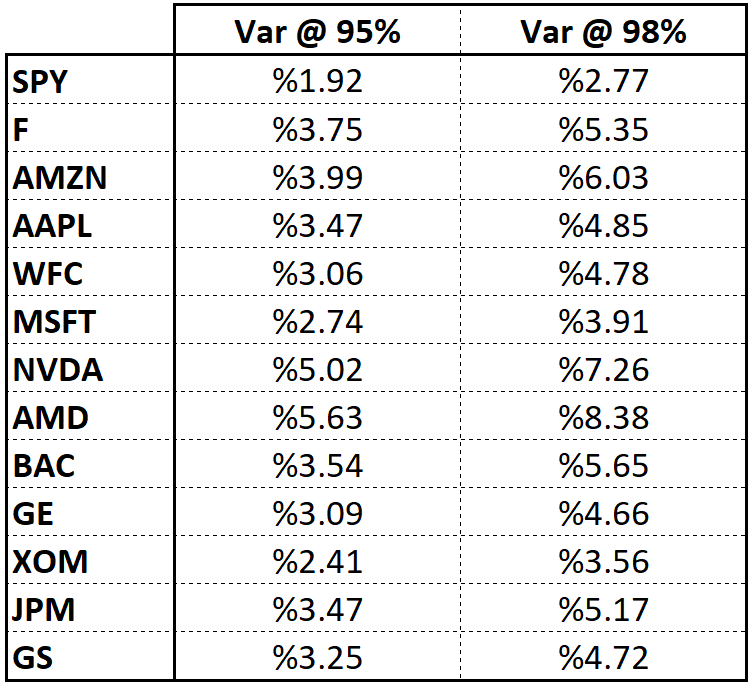 Var @ 95% Var @ 98%
SPY %1.92 %2.77
F %3.75 %5.35
AMZN %3.99 %6.03
AAPL %3.47 %4.85
WFC %3.06 %4.78
MSFT %2.74 %3.91
NVDA %5.02 %7.26
AMD %5.63 %8.38
BAC %3.54 %5.65
GE %3.09 %4.66
XOM %2.41 %3.56
JPM %3.47 %5.17
GS %3.25 %4.72